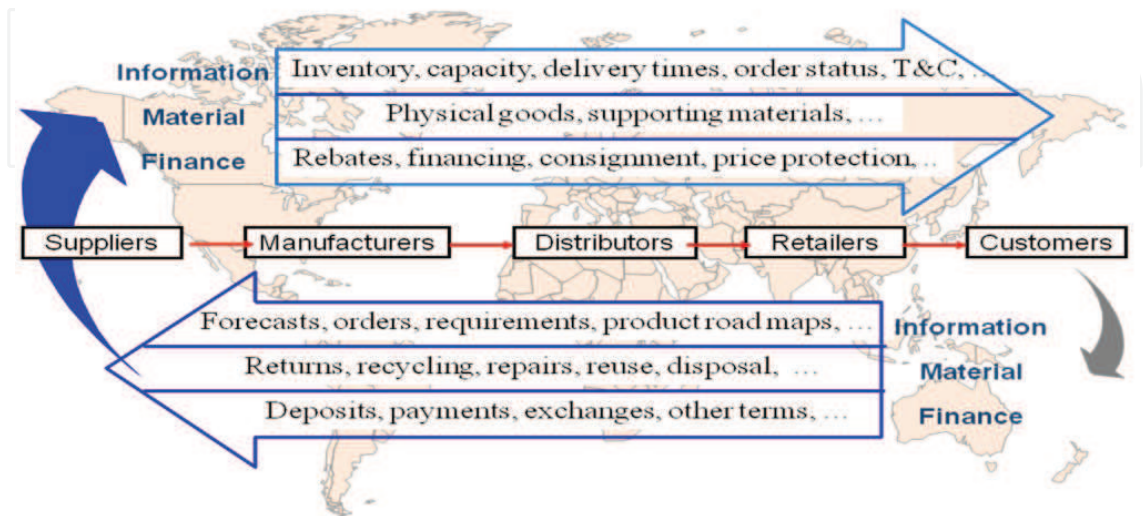 Information Inventory, capacity, delivery times, order status, T&C, ...
Material Physical goods, supporting materials, ...
Finance Rebates, financing, consignment, price protection, ..
Suppliers Manufacturers Distributors Retailers Customers
Forecasts, orders, requirements, product road maps, ... Information
Returns, recycling, repairs, reuse, disposal, ... Material
Deposits, payments, exchanges, other terms, ... Finance